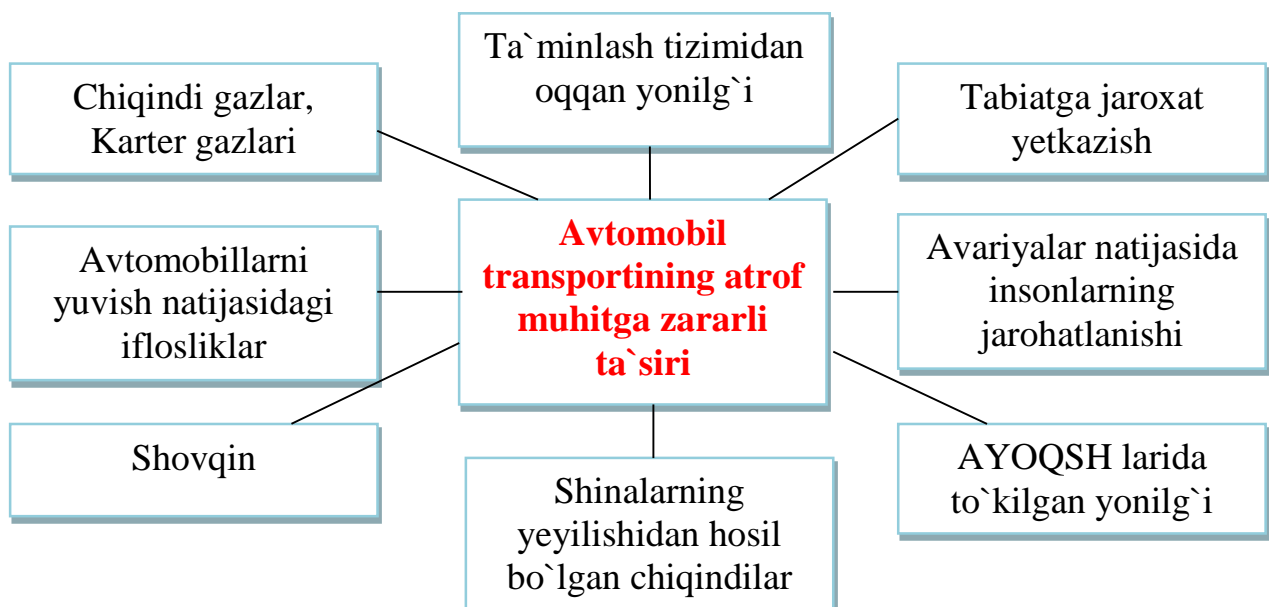 Ta`minlash tizimidan
oqqan yonilg`i
Chiqindi gazlar,
Karter gazlari
Tabiatga jaroxat
yetkazish
Avtomobil
transportining atrof
muhitga zararli
ta`siri
Avtomobillarni
yuvish natijasidagi
iflosliklar
Avariyalar natijasida
insonlarning
jarohatlanishi
Shovqin
Shinalarning
yeyilishidan hosil
bo`lgan chiqindilar
AYOQSH larida
to`kilgan yonilg`i